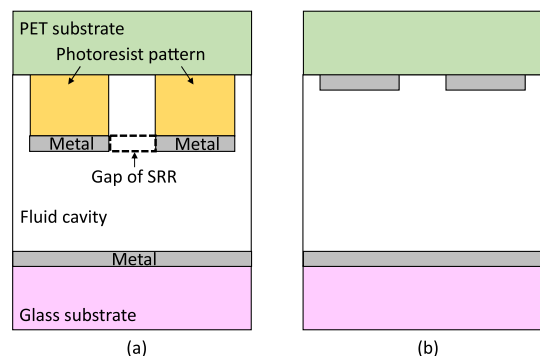 PET substrate
Photoresist pattern
Metal
Metal
Gap of SRR
Fluid cavity
Metal
Glass substrate
(a)
(b)